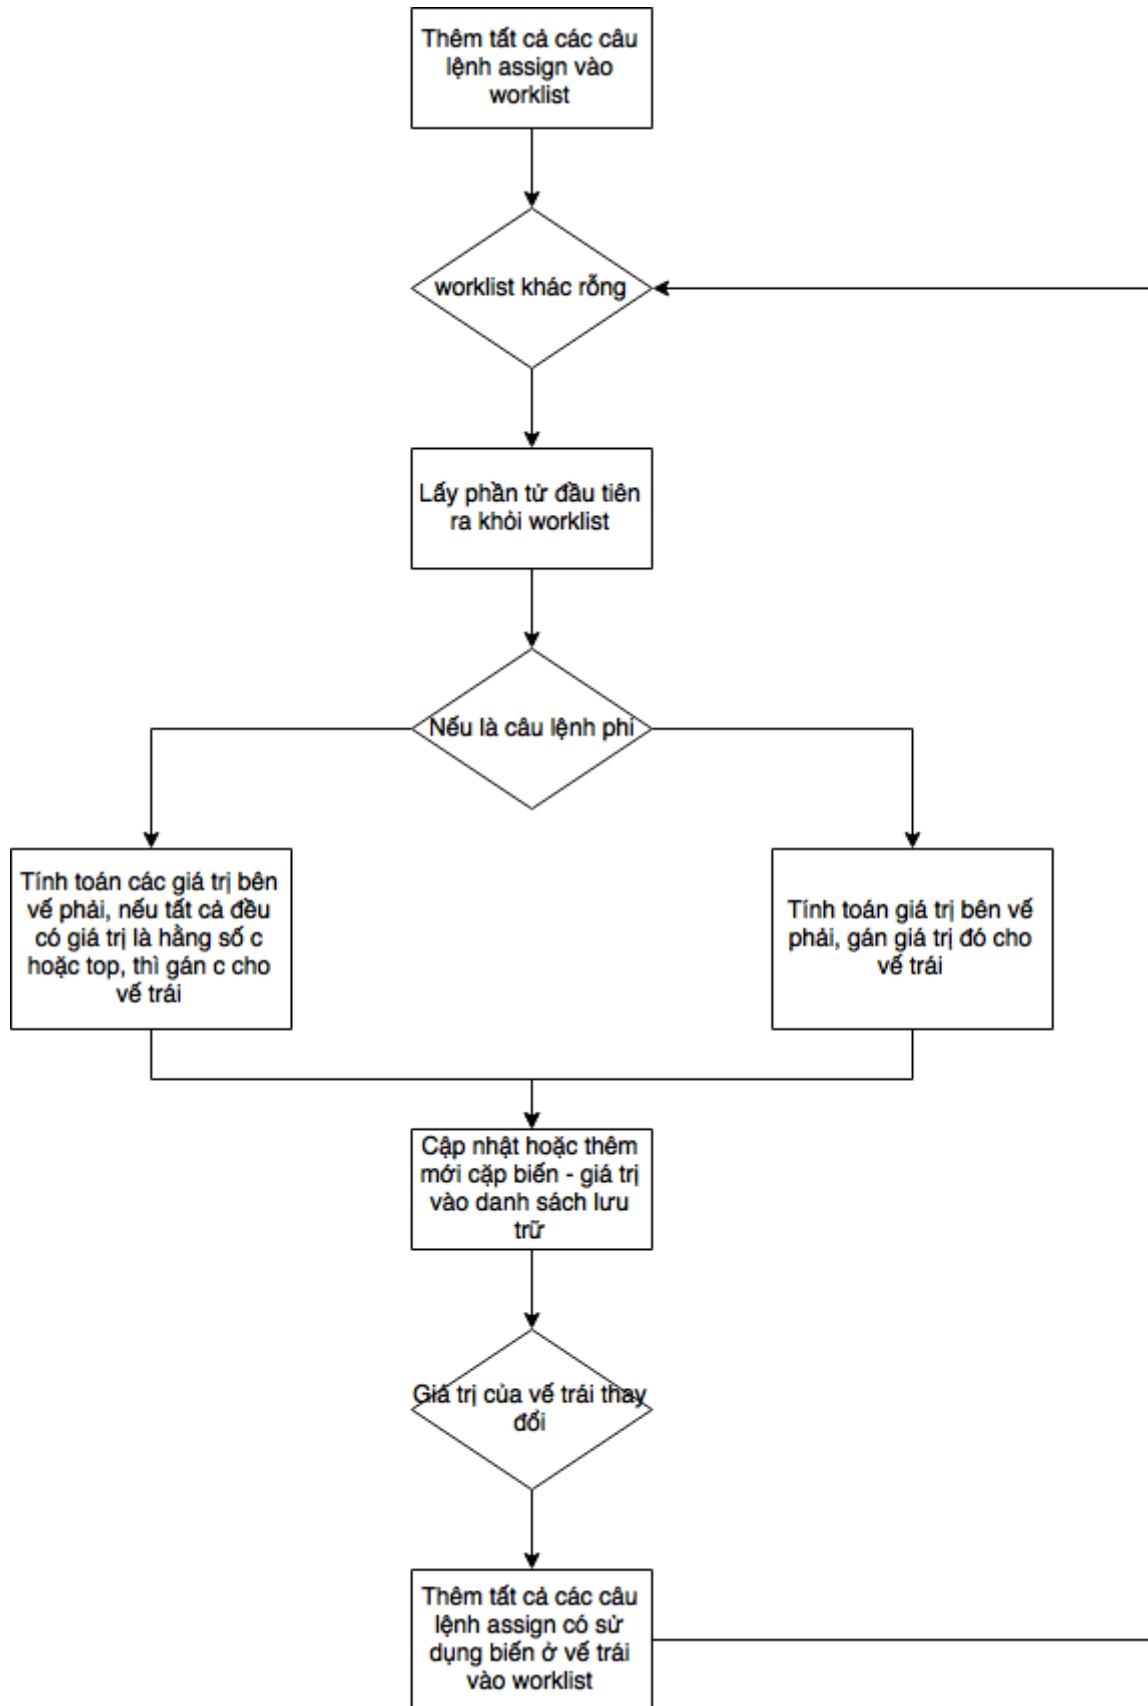 Thêm tất cả các câu
lệnh assign vào
worklist
worklist khác rỗng
Lấy phần tử đầu tiên
ra khỏi worklist
Nếu là câu lệnh phi
Tính toán các giá trị bên
vế phải, nếu tất cả đều
có giá trị là hằng số c
hoặc top, thì gán c cho
vế trái
Tính toán giá trị bên vế
phải, gán giá trị đó cho
vế trái
Cập nhật hoặc thêm
mới cặp biến - giá trị
vào danh sách lưu
trữ
Giá trị của vế trái thay
đổi
Thêm tất cả các câu
lệnh assign có sử
dụng biến ở vế trái
vào worklist